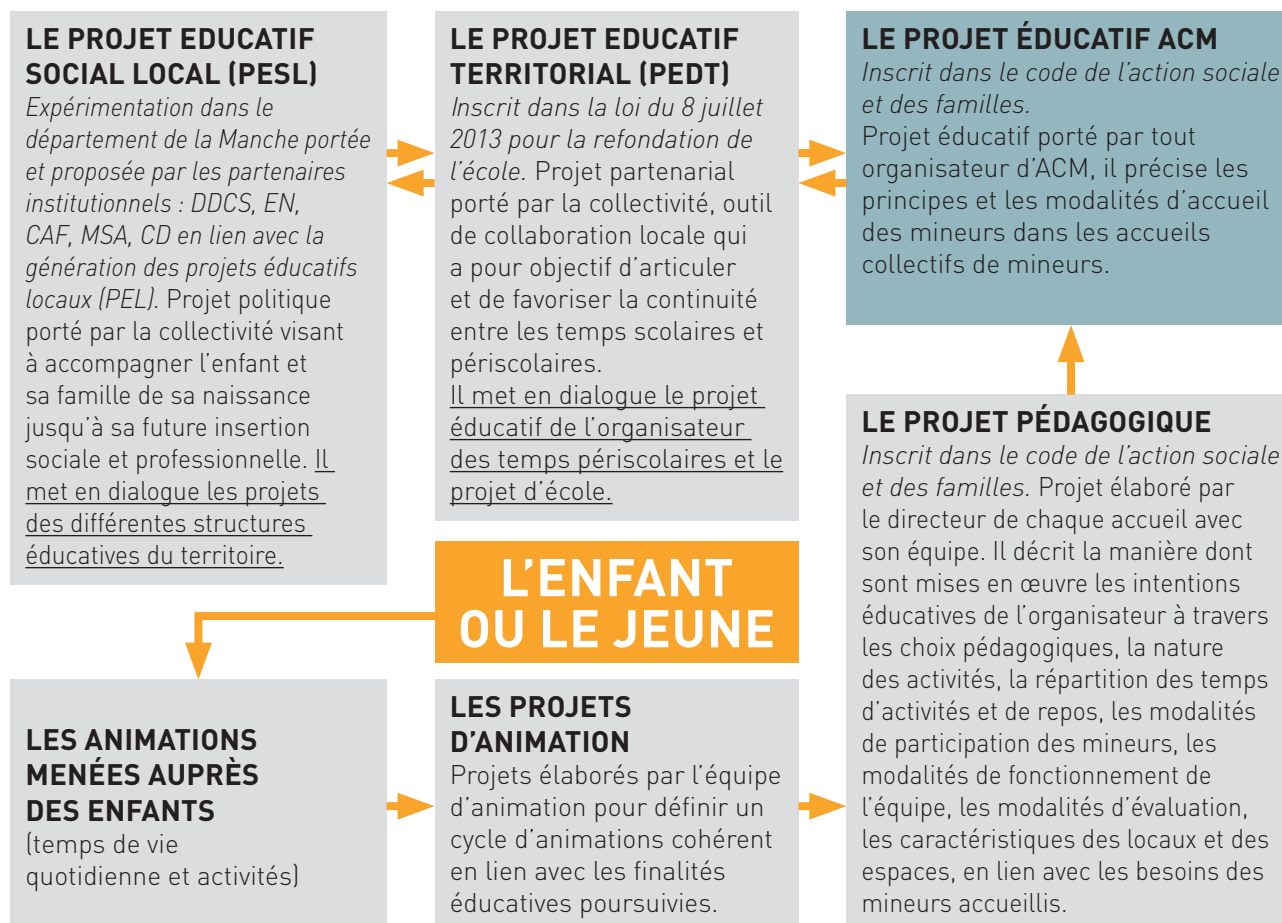 LE PROJET EDUCATIF
SOCIAL LOCAL (PESL)
Expérimentation dans le
département de la Manche portée
et proposée par les partenaires
institutionnels : DDCS, EN,
CAF, MSA, CD en lien avec la
génération des projets éducatifs
locaux (PEL). Projet politique
porté par la collectivité visant
à accompagner l’enfant et
sa famille de sa naissance
jusqu’à sa future insertion
sociale et professionnelle. Il
met en dialogue les projets
des différentes structures
éducatives du territoire.
LE PROJET EDUCATIF
TERRITORIAL (PEDT)
Inscrit dans la loi du 8 juillet
2013 pour la refondation de
l’école. Projet partenarial
porté par la collectivité, outil
de collaboration locale qui
a pour objectif d’articuler
et de favoriser la continuité
entre les temps scolaires et
périscolaires.
Il met en dialogue le projet
éducatif de l’organisateur
des temps périscolaires et le
projet d’école.
LE PROJET ÉDUCATIF ACM
Inscrit dans le code de l’action sociale
et des familles.
Projet éducatif porté par tout
organisateur d’ACM, il précise les
principes et les modalités d’accueil
des mineurs dans les accueils
collectifs de mineurs.
L’ENFANT
OU LE JEUNE
LES ANIMATIONS
MENÉES AUPRÈS
DES ENFANTS
(temps de vie
quotidienne et activités)
LES PROJETS
D’ANIMATION
Projets élaborés par l’équipe
d’animation pour définir un
cycle d’animations cohérent
en lien avec les finalités
éducatives poursuivies.
LE PROJET PÉDAGOGIQUE
Inscrit dans le code de l’action sociale
et des familles. Projet élaboré par
le directeur de chaque accueil avec
son équipe. Il décrit la manière dont
sont mises en œuvre les intentions
éducatives de l’organisateur à travers
les choix pédagogiques, la nature
des activités, la répartition des temps
d’activités et de repos, les modalités
de participation des mineurs, les
modalités de fonctionnement de
l’équipe, les modalités d’évaluation,
les caractéristiques des locaux et des
espaces, en lien avec les besoins des
mineurs accueillis.